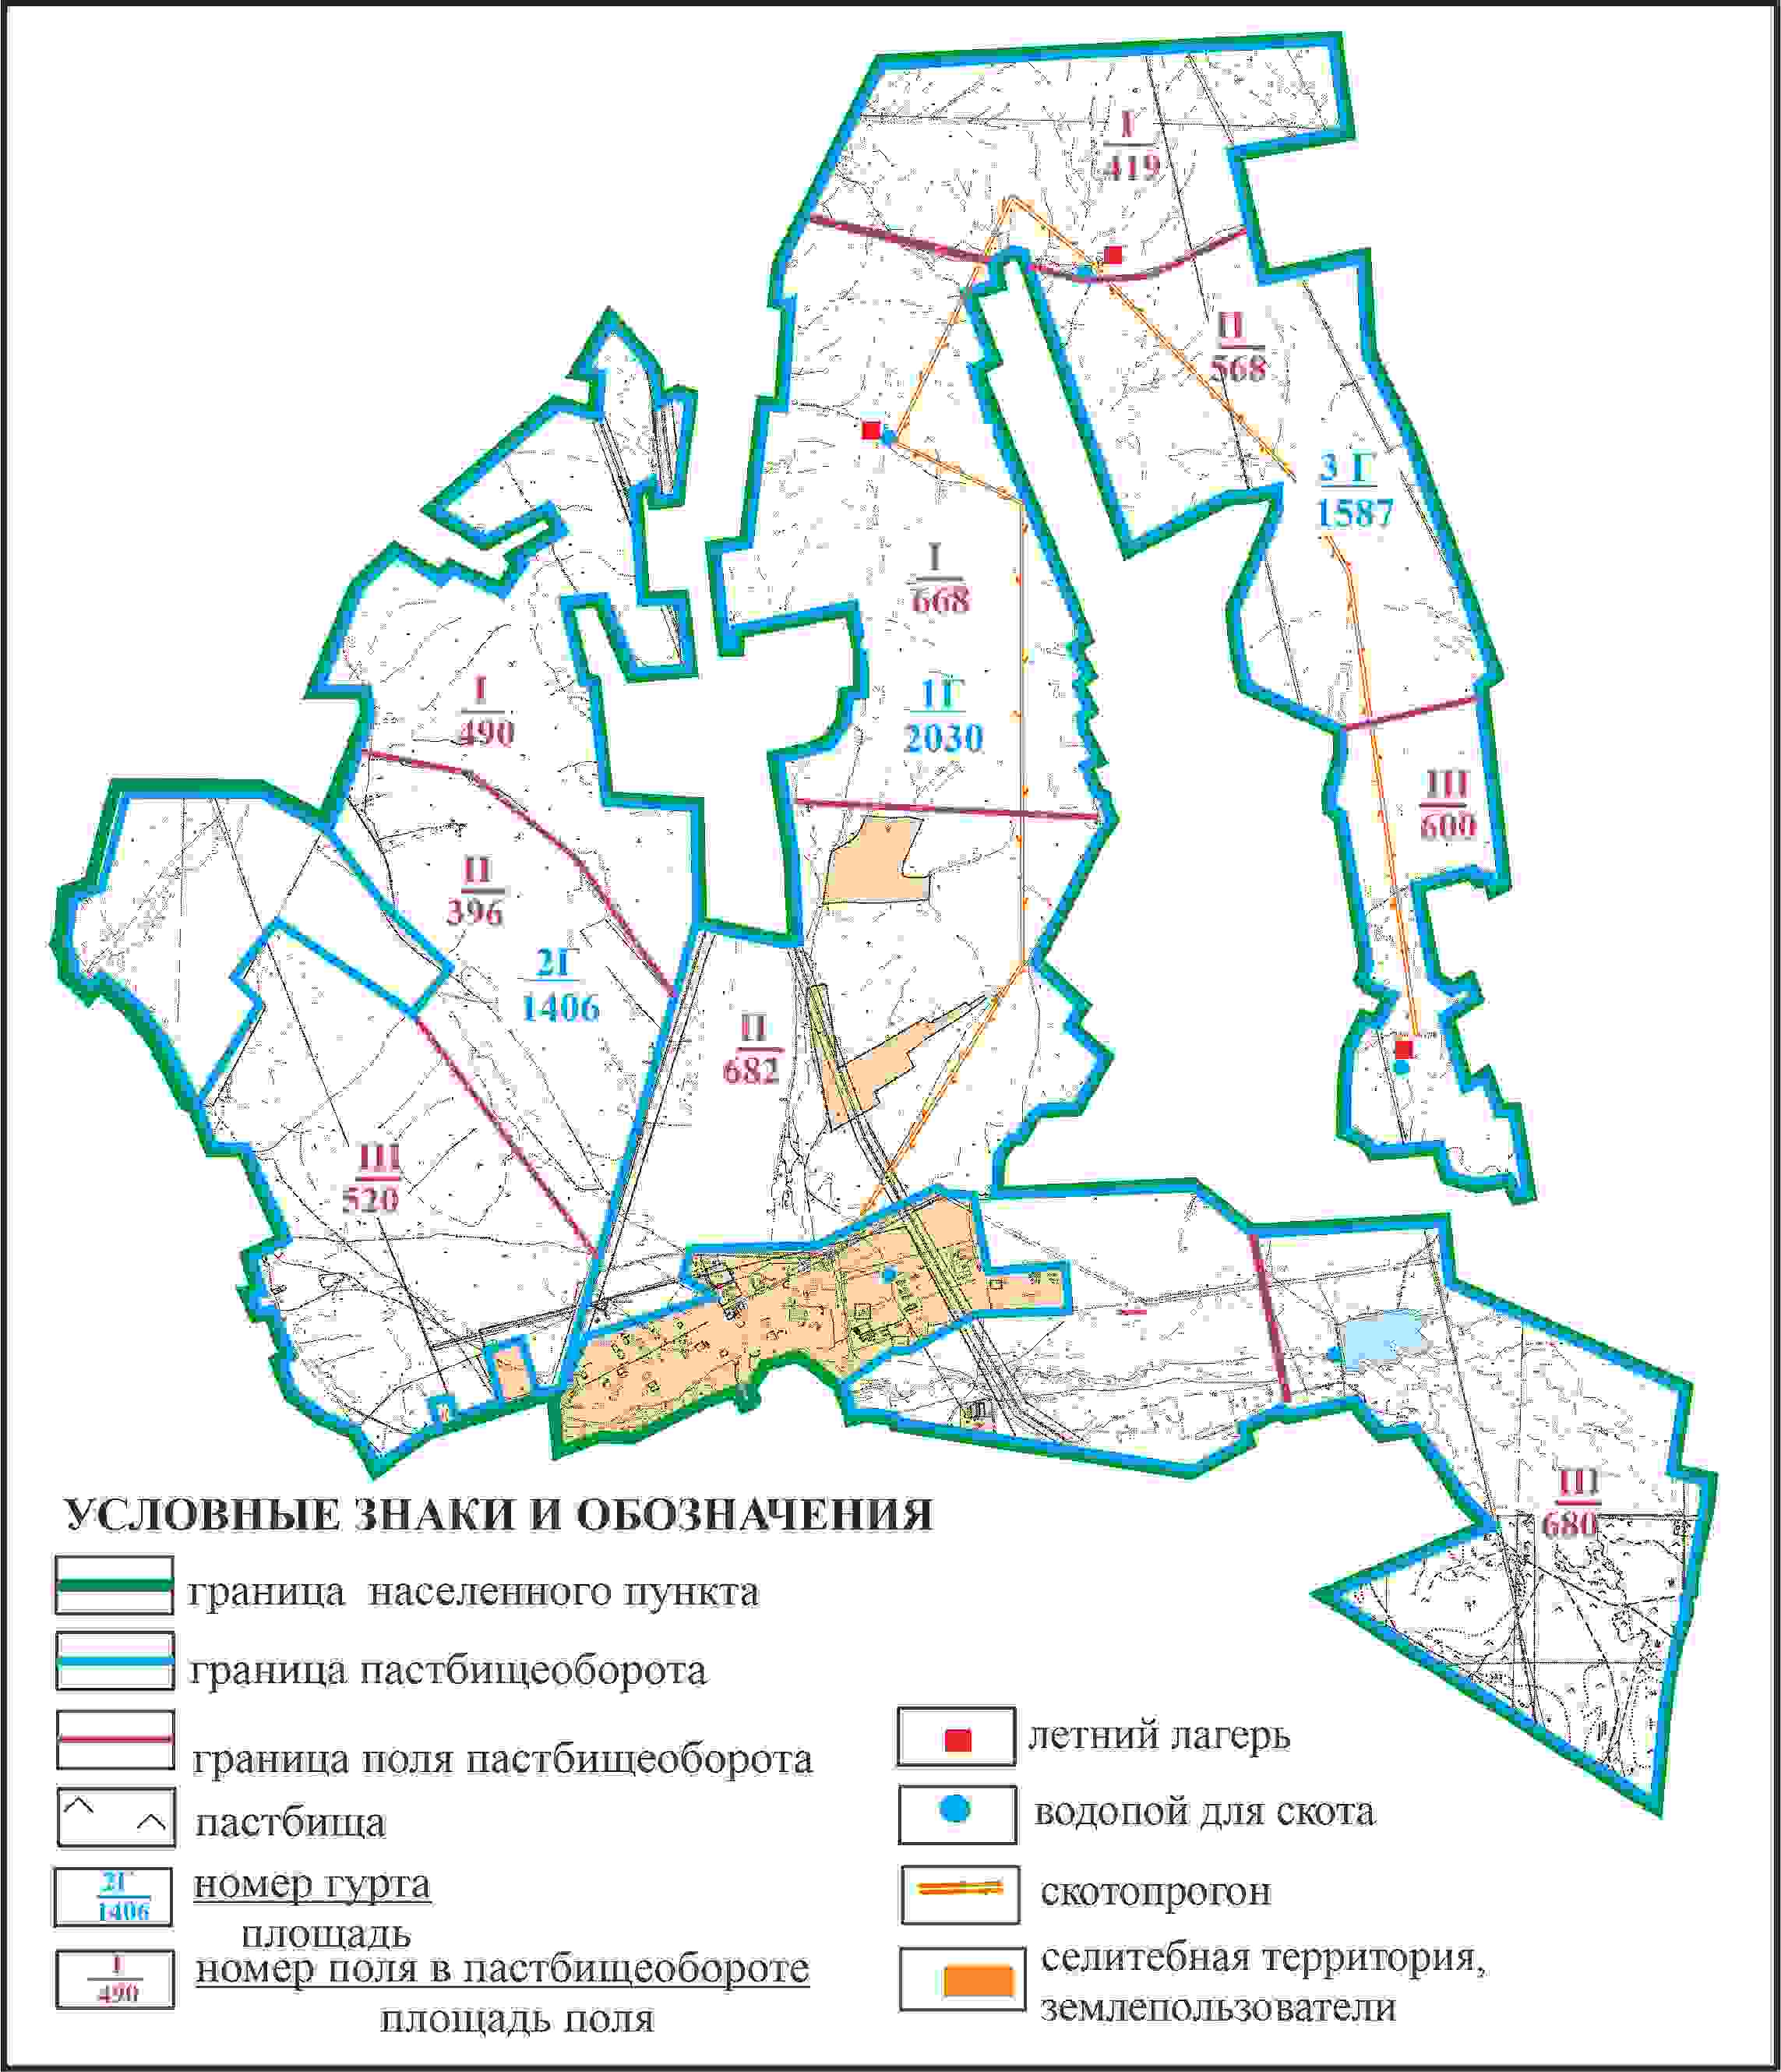 I
419
II
568
3 Г
1587
I
668
I
490
1Г
2030
III
600
II
396
2Г
1406
II
682
III
520
III
680
УСЛОВНЫЕ ЗНАКИ И ОБОЗНАЧЕНИЯ
граница населенного пункта
граница пастбищеоборота
граница поля пастбищеоборота
пастбища
2Г
1406
номер гурта
площадь
I
490
номер поля в пастбищеобороте
площадь поля
летний лагерь
водопой для скота
скотопрогон
селитебная территория,
землепользователи